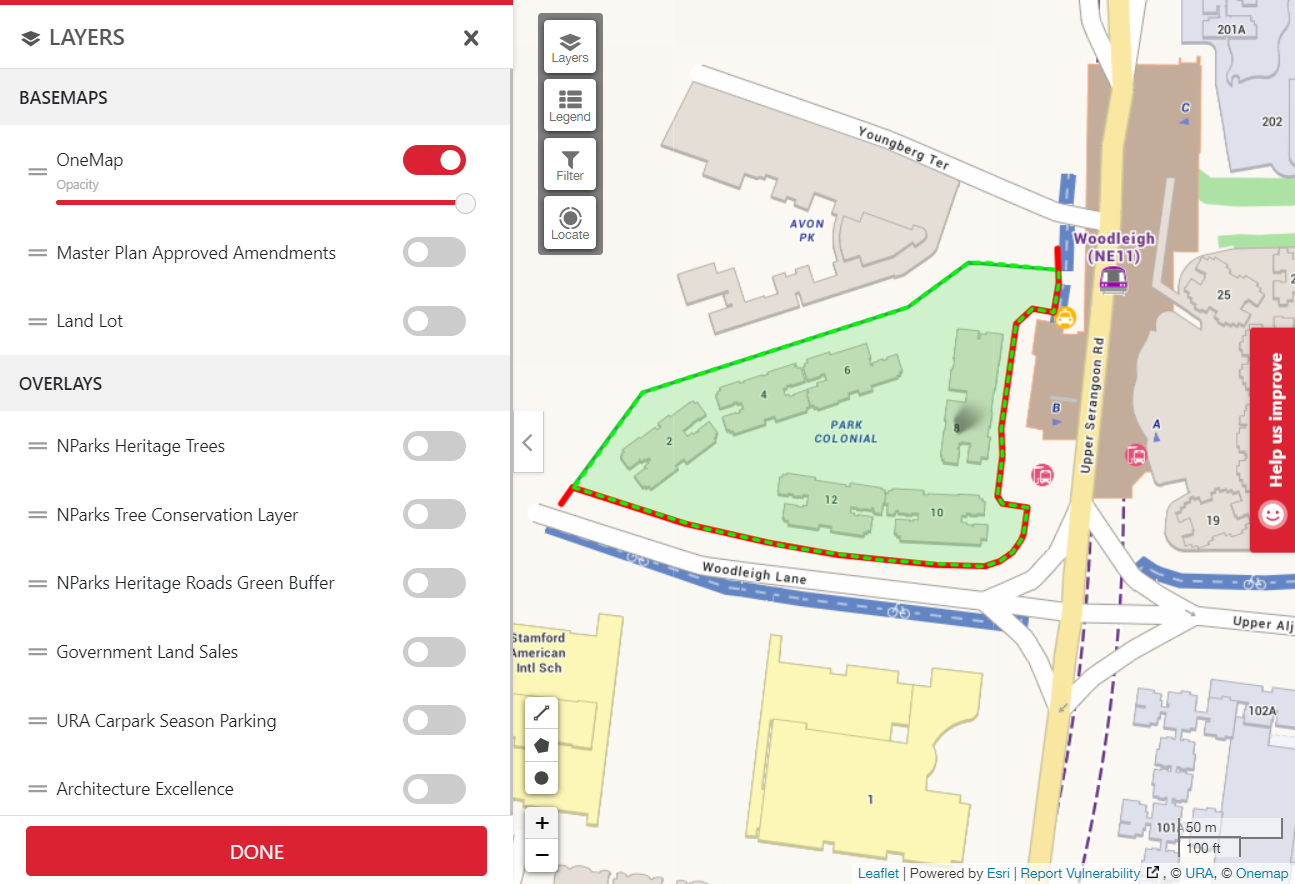 LAYERS
BASEMAPS
OneMap
Opacity
Master Plan Approved Amendments
Land Lot
OVERLAYS
NParks Heritage Trees
NParks Tree Conservation Layer
NParks Heritage Roads Green Buffer
Government Land Sales
URA Carpark Season Parking
Architecture Excellence
DONE
Layers
Legend
Filter
Locate
201A
C
202
Youngberg Ter
AVON
PK
Woodleigh
(NE11)
25
2
6
4
2
PARK
COLONIAL
8
12
10
B
A
Upper Serangoon Rd
19
Help us improve
Woodleigh Lane
Upper Alj
Stamford
American
Intl Sch
1
102A
101A
50 m
100 ft
+
−
Leaflet | Powered by Esri | Report Vulnerability , © URA, © Onemap